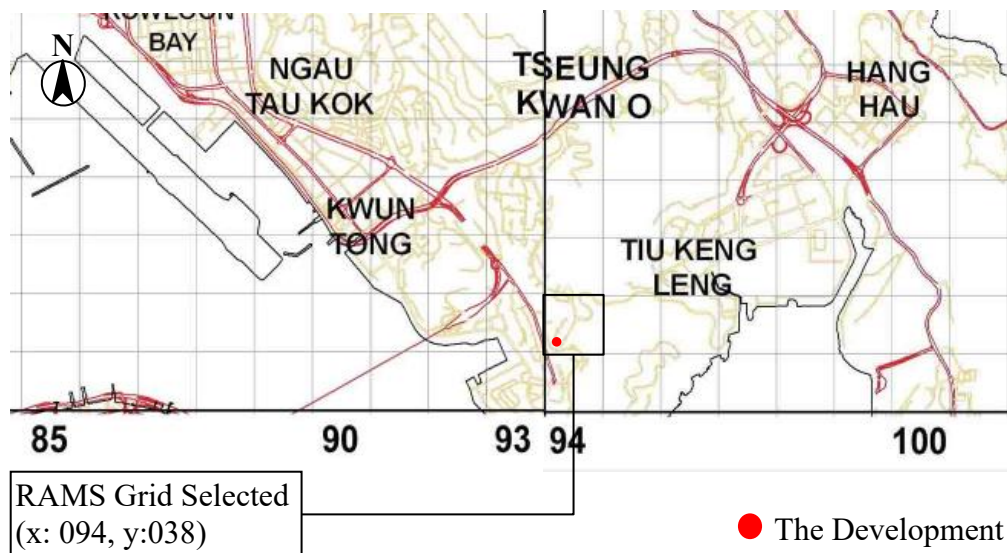 KOWLOON
BAY
N
NGAU
TAU KOK
TSEUNG
KWAN O
HANG
HAU
KWUN
TONG
TIU KENG
LENG
85 90 93 94 100
RAMS Grid Selected
(x: 094, y:038)
The Development